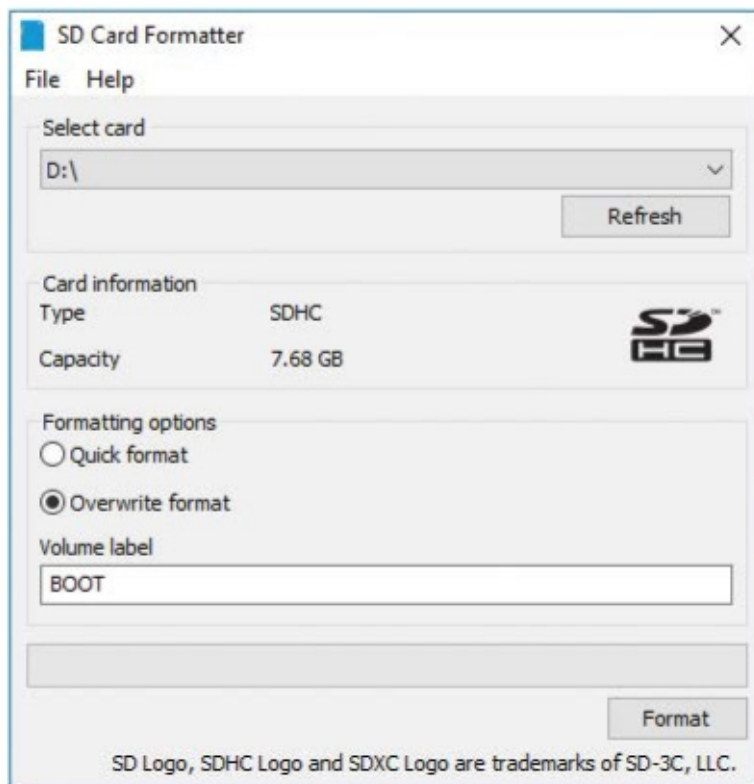 SD Card Formatter
File Help
Select card
D:\
Refresh
Card information
Type SDHC
SD™
HC
Capacity 7.68 GB
Formatting options
Quick format
Overwrite format
Volume label
BOOT
Format
SD Logo, SDHC Logo and SDXC Logo are trademarks of SD-3C, LLC.